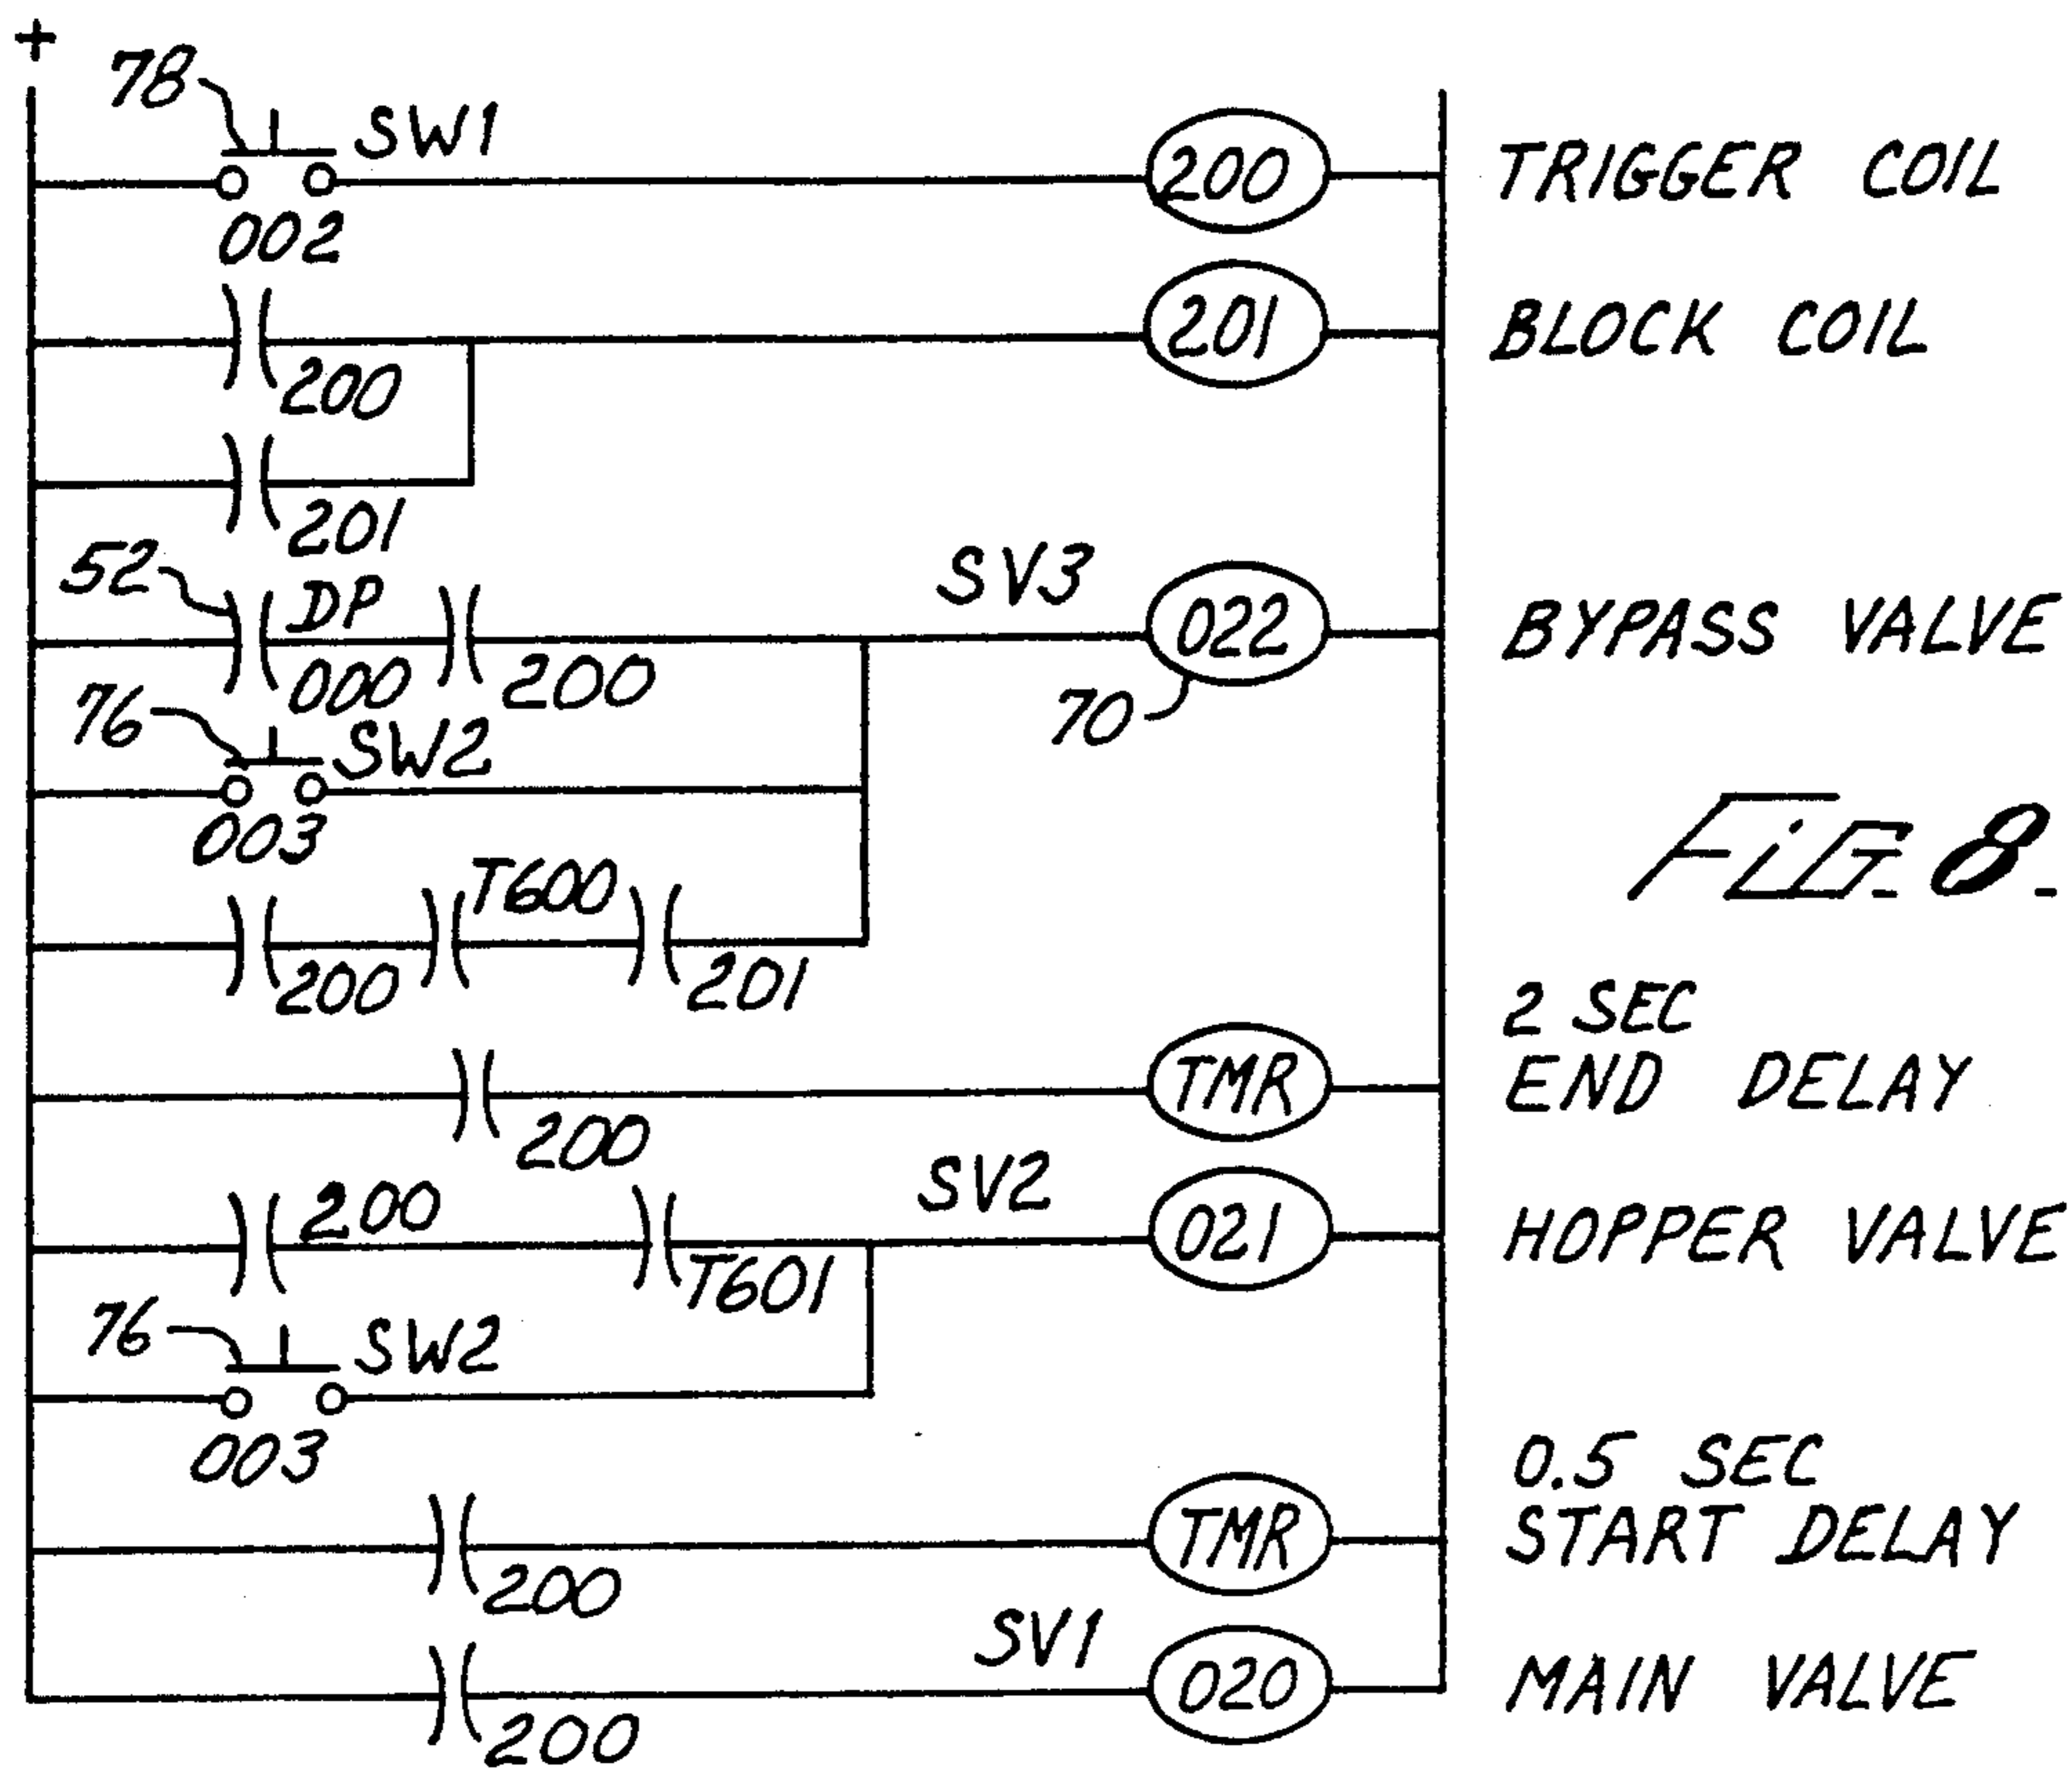 +
78 SW1
002
200 TRIGGER COIL
200
201 BLOCK COIL
201
52 DP
000 200
SV3 022 BYPASS VALVE
70
76 SW2
003
FIG. 8.
T600
200 201
2 SEC
TMR END DELAY
200
200 T601
SV2 021 HOPPER VALVE
76 SW2
003
0.5 SEC
TMR START DELAY
200
SV1 020 MAIN VALVE
200